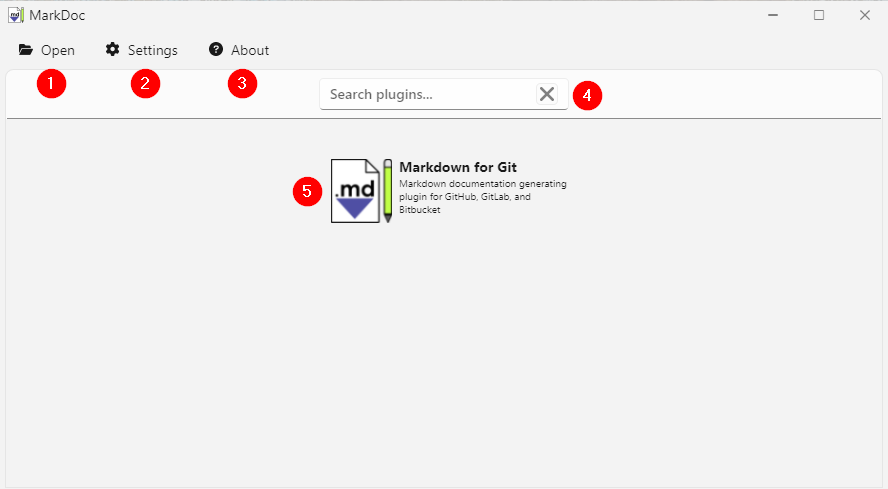 MarkDoc
Open Settings About
1 2 3
Search plugins...
4
5
.md
Markdown for Git
Markdown documentation generating
plugin for GitHub, GitLab, and
Bitbucket